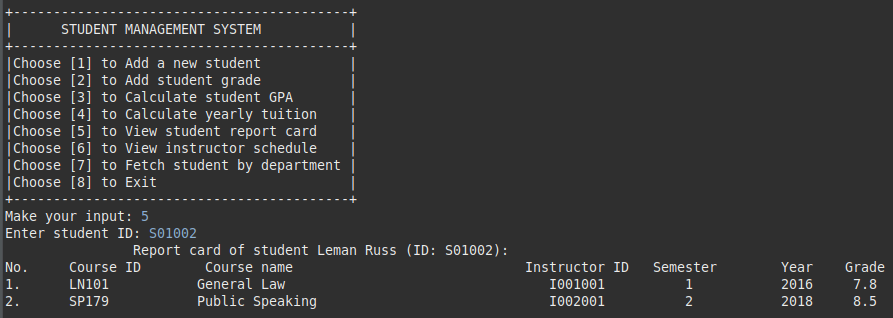 +------------------------------------------+
|      STUDENT MANAGEMENT SYSTEM           |
+------------------------------------------+
|Choose [1] to Add a new student           |
|Choose [2] to Add student grade           |
|Choose [3] to Calculate student GPA       |
|Choose [4] to Calculate yearly tuition    |
|Choose [5] to View student report card    |
|Choose [6] to View instructor schedule    |
|Choose [7] to Fetch student by department |
|Choose [8] to Exit                        |
+------------------------------------------+
Make your input: 5
Enter student ID: S01002
                Report card of student Leman Russ (ID: S01002):
No.     Course ID        Course name                             Instructor ID   Semester        Year    Grade
1.      LN101           General Law                                 I001001          1           2016     7.8
2.      SP179           Public Speaking                             I002001          2           2018     8.5